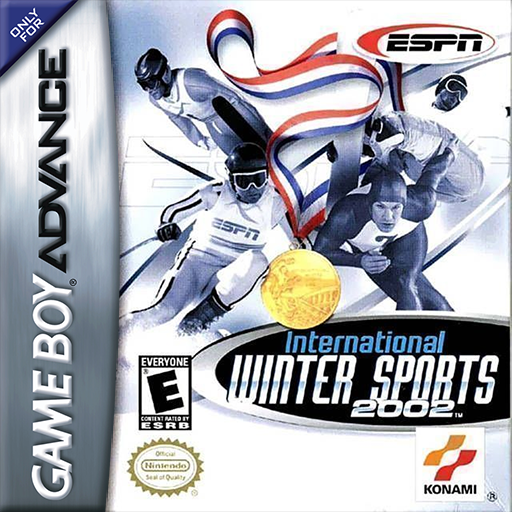 ONLY
FOR
GAME BOY ADVANCE
ESPN
ESPN
International
WINTER SPORTS
2002™
EVERYONE
E
CONTENT RATED BY
ESRB
Official
Nintendo
Seal of Quality
KONAMI
®